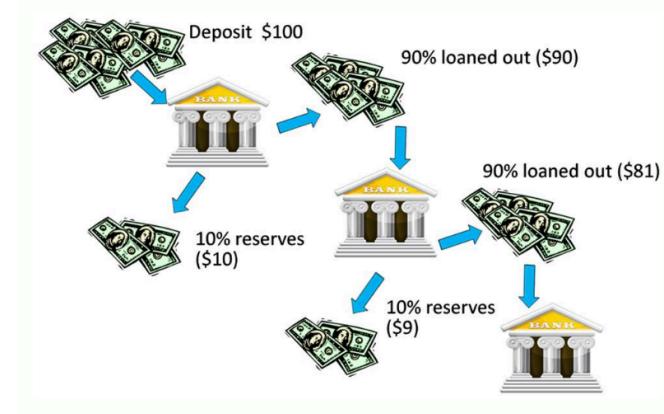 Deposit $100
90% loaned out ($90)
BANK
90% loaned out ($81)
BANK
10% reserves
($10)
10% reserves
($9)
BANK